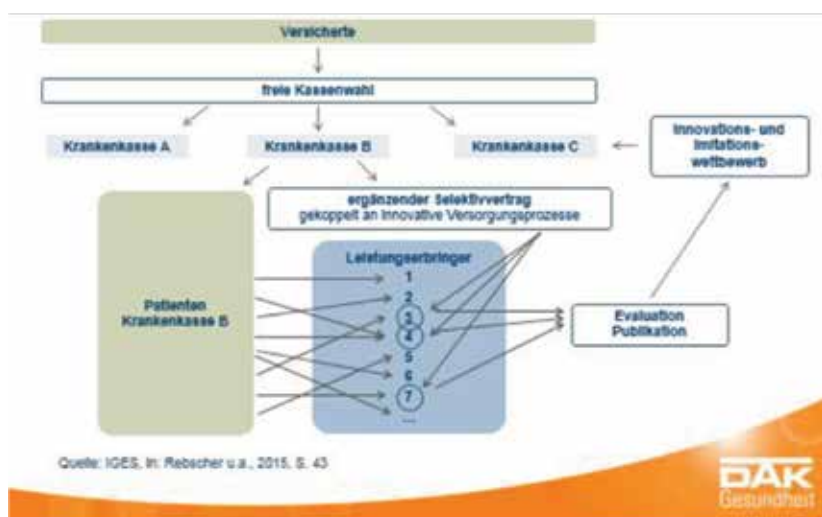 Versicherte
freie Kassenwahl
Krankenkasse A
Krankenkasse B
Krankenkasse C
Innovations- und
Imitations-
wettbewerb
ergänzender Selektivvertrag
gekoppelt an Innovative Versorgungsprozesse
Leistungserbringer
1
2
3
4
5
6
7
...
Patienten
Krankenkasse B
Evaluation
Publikation
Quelle: IGES, In: Rebscher u.a., 2015, S. 43
DAK
Gesundheit